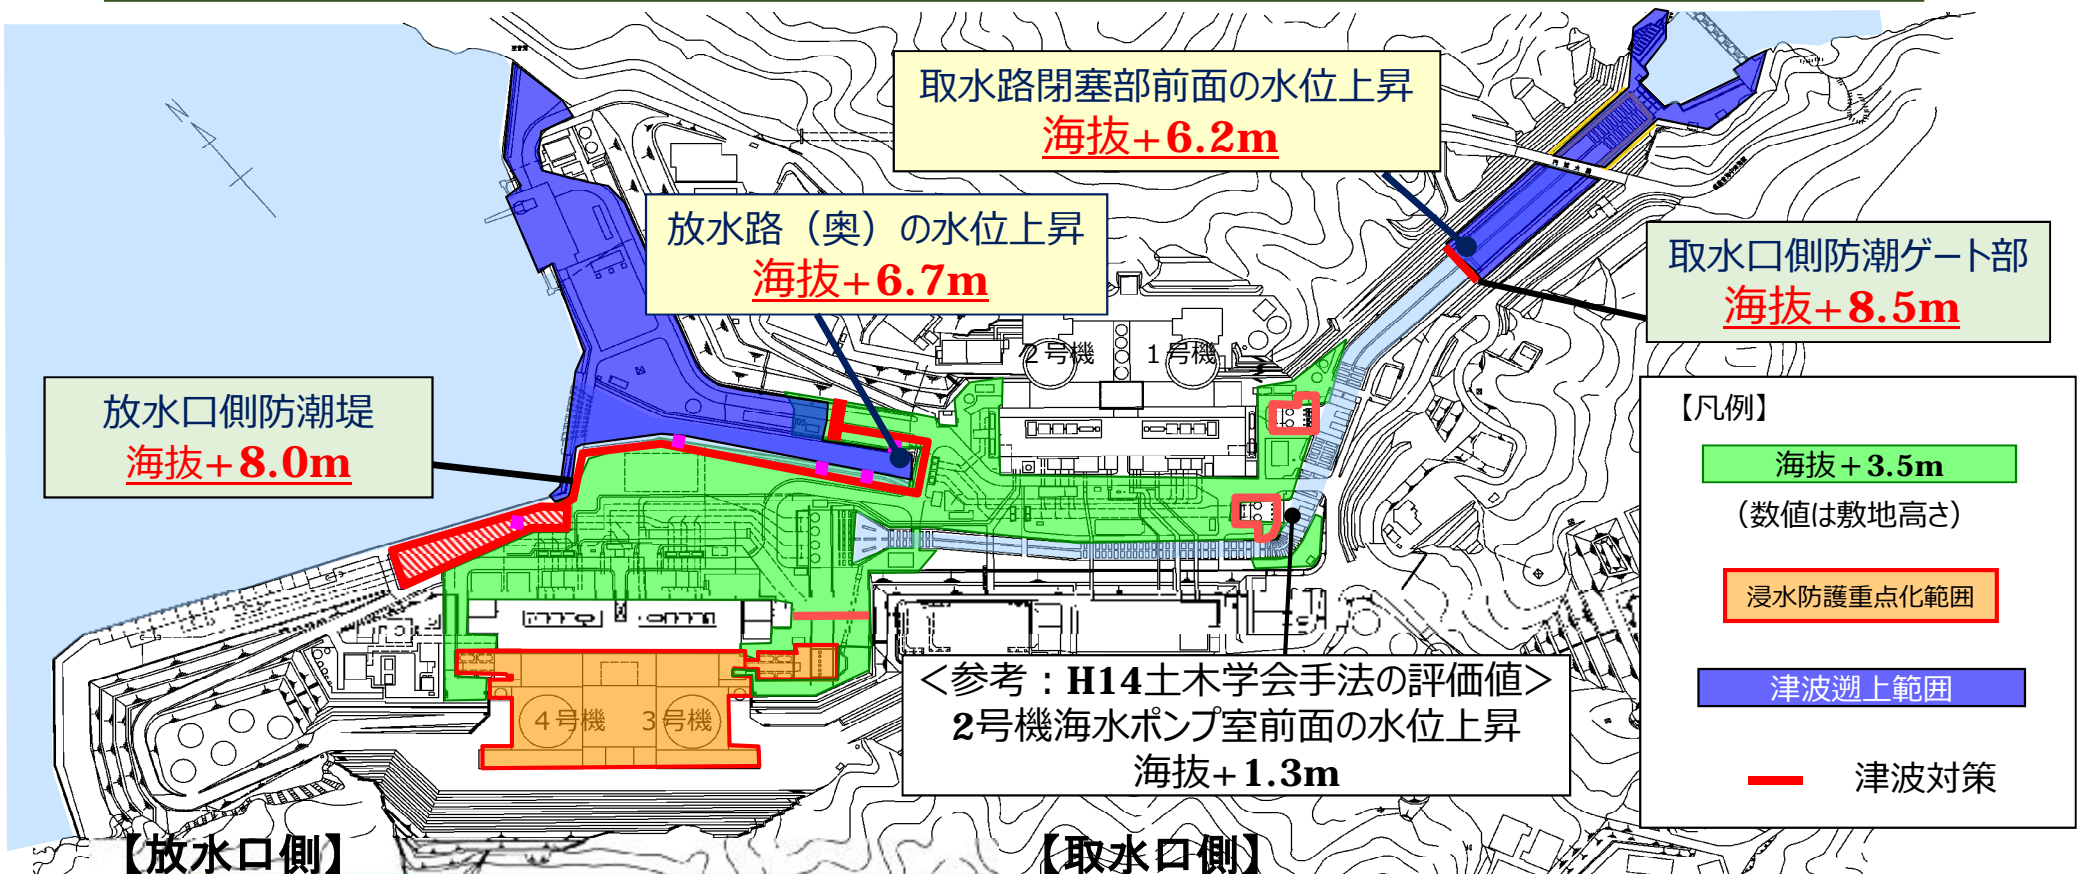 取水路閉塞部前面の水位上昇
海抜+6.2m
放水路（奥）の水位上昇
海抜+6.7m
取水口側防潮ゲート部
海抜+8.5m
放水口側防潮堤
海抜+8.0m
2号機 1号機
4号機 3号機
【凡例】
海抜+3.5m
（数値は敷地高さ）
浸水防護重点化範囲
津波遡上範囲
津波対策
<参考：H14土木学会手法の評価値>
2号機海水ポンプ室前面の水位上昇
海抜+1.3m
【放水口側】
【取水口側】
N